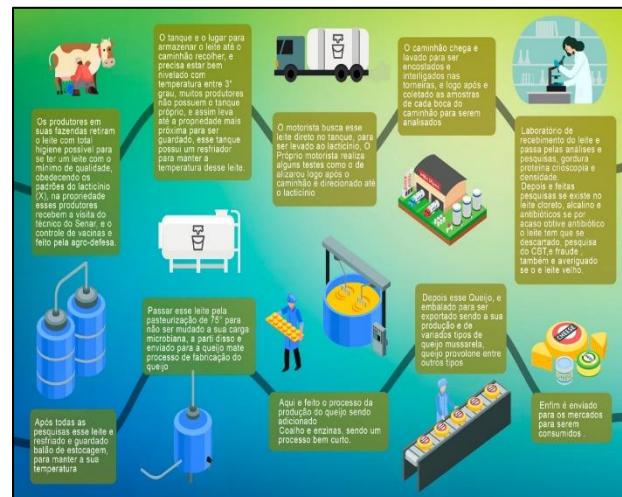 Os produtores em
suas fazendas retiram
o leite com total
higiene possível para
se ter um leite com o
mínimo de qualidade,
obedecendo os
padrões do lacticínio
(X), na propriedade
esses produtores
recebem a visita do
técnico do Senar, e o
controle de vacinas e
feito pela agro-defesa.
O tanque e o lugar para
armazenar o leite até o
caminhão recolher, e
precisa estar bem
nivelado com
temperatura entre 3°
grau, muitos produtores
não possuem o tanque
próprio, e assim leva
até a propriedade mais
próxima para ser
guardado, esse tanque
possui um resfriador
para manter a
temperatura desse leite.
O motorista busca esse
leite direto no tanque, para
ser levado ao lacticínio, O
Próprio motorista realiza
alguns testes como o de
alizarou logo após o
caminhão é direcionado até
o lacticínio
O caminhão chega e
lavado para ser
encostados e
interligados nas
torneiras, e logo após e
coletado as amostras
de cada boca do
caminhão para serem
analisados
Laboratório de
recebimento do leite e
passa pelas análises e
pesquisas, gordura
proteína crioscopia e
densidade.
Depois e feitas
pesquisas se existe no
leite cloreto, alcalino e
antibióticos se por
acaso obtive antibiótico
o leite tem que se
descartado, pesquisa
do CBT,e fraude ,
também e averiguado
se o e leite velho.
Após todas as
pesquisas esse leite e
resfriado e guardado
balão de estocagem,
para manter a sua
temperatura
Passar esse leite pela
pasteurização de 75° para
não ser mudado a sua carga
microbiana, a parti disso e
enviado para a queijo mate
processo de fabricação do
queijo
Aqui e feito o processo da
produção do queijo sendo
adicionado
Coalho e enzinas, sendo um
processo bem curto.
Depois esse Queijo, e
embalado para ser
exportado sendo a sua
produção e de
variados tipos de
queijo mussarela,
queijo provolone entre
outros tipos
Enfim é enviado
para os mercados
para serem
consumidos .